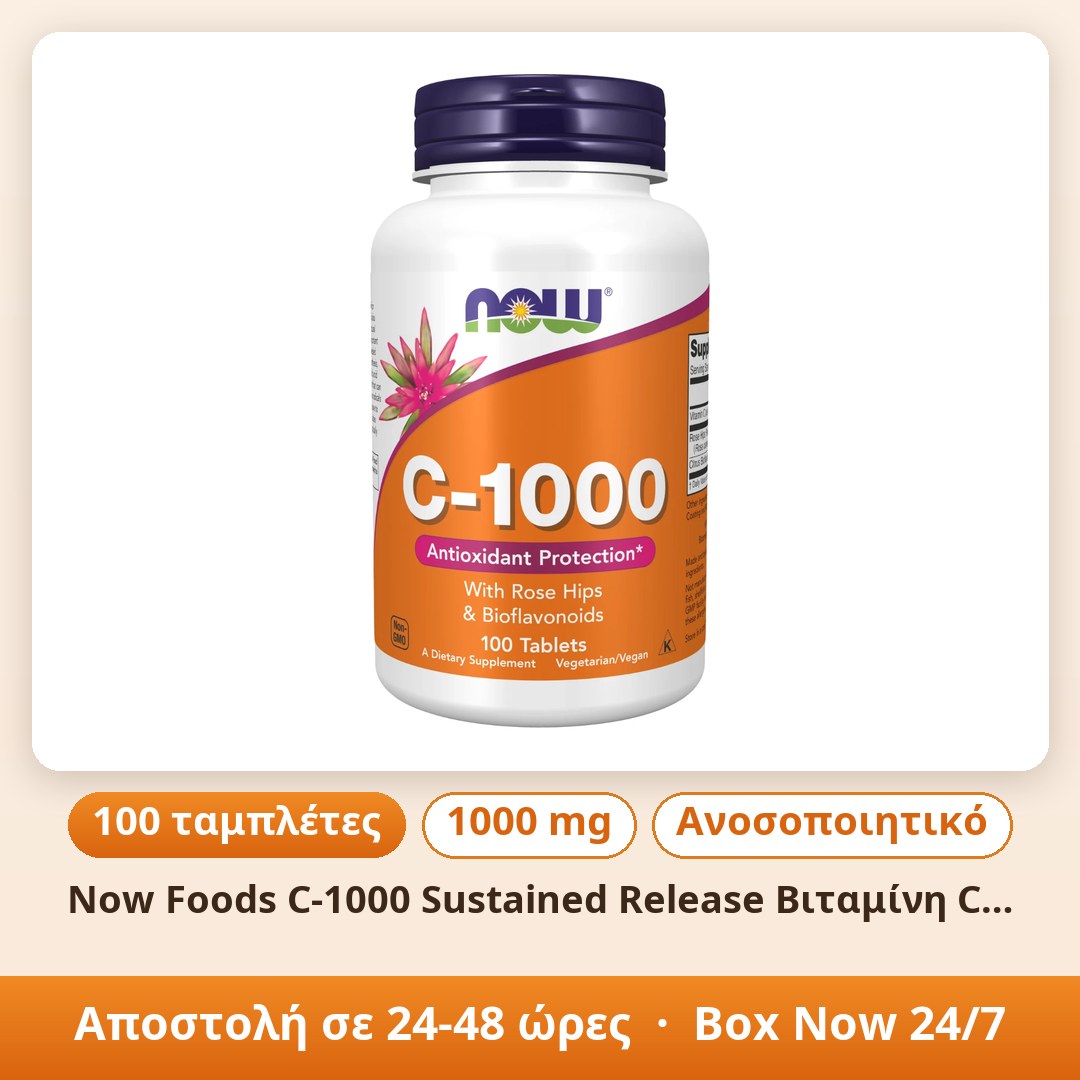 now®
C-1000
Antioxidant Protection*
With Rose Hips
& Bioflavonoids
100 Tablets
A Dietary Supplement Vegetarian/Vegan
Non-
GMO
K
100 ταμπλέτες 1000 mg Ανοσοποιητικό
Now Foods C-1000 Sustained Release Βιταμίνη C...
Αποστολή σε 24-48 ώρες · Box Now 24/7